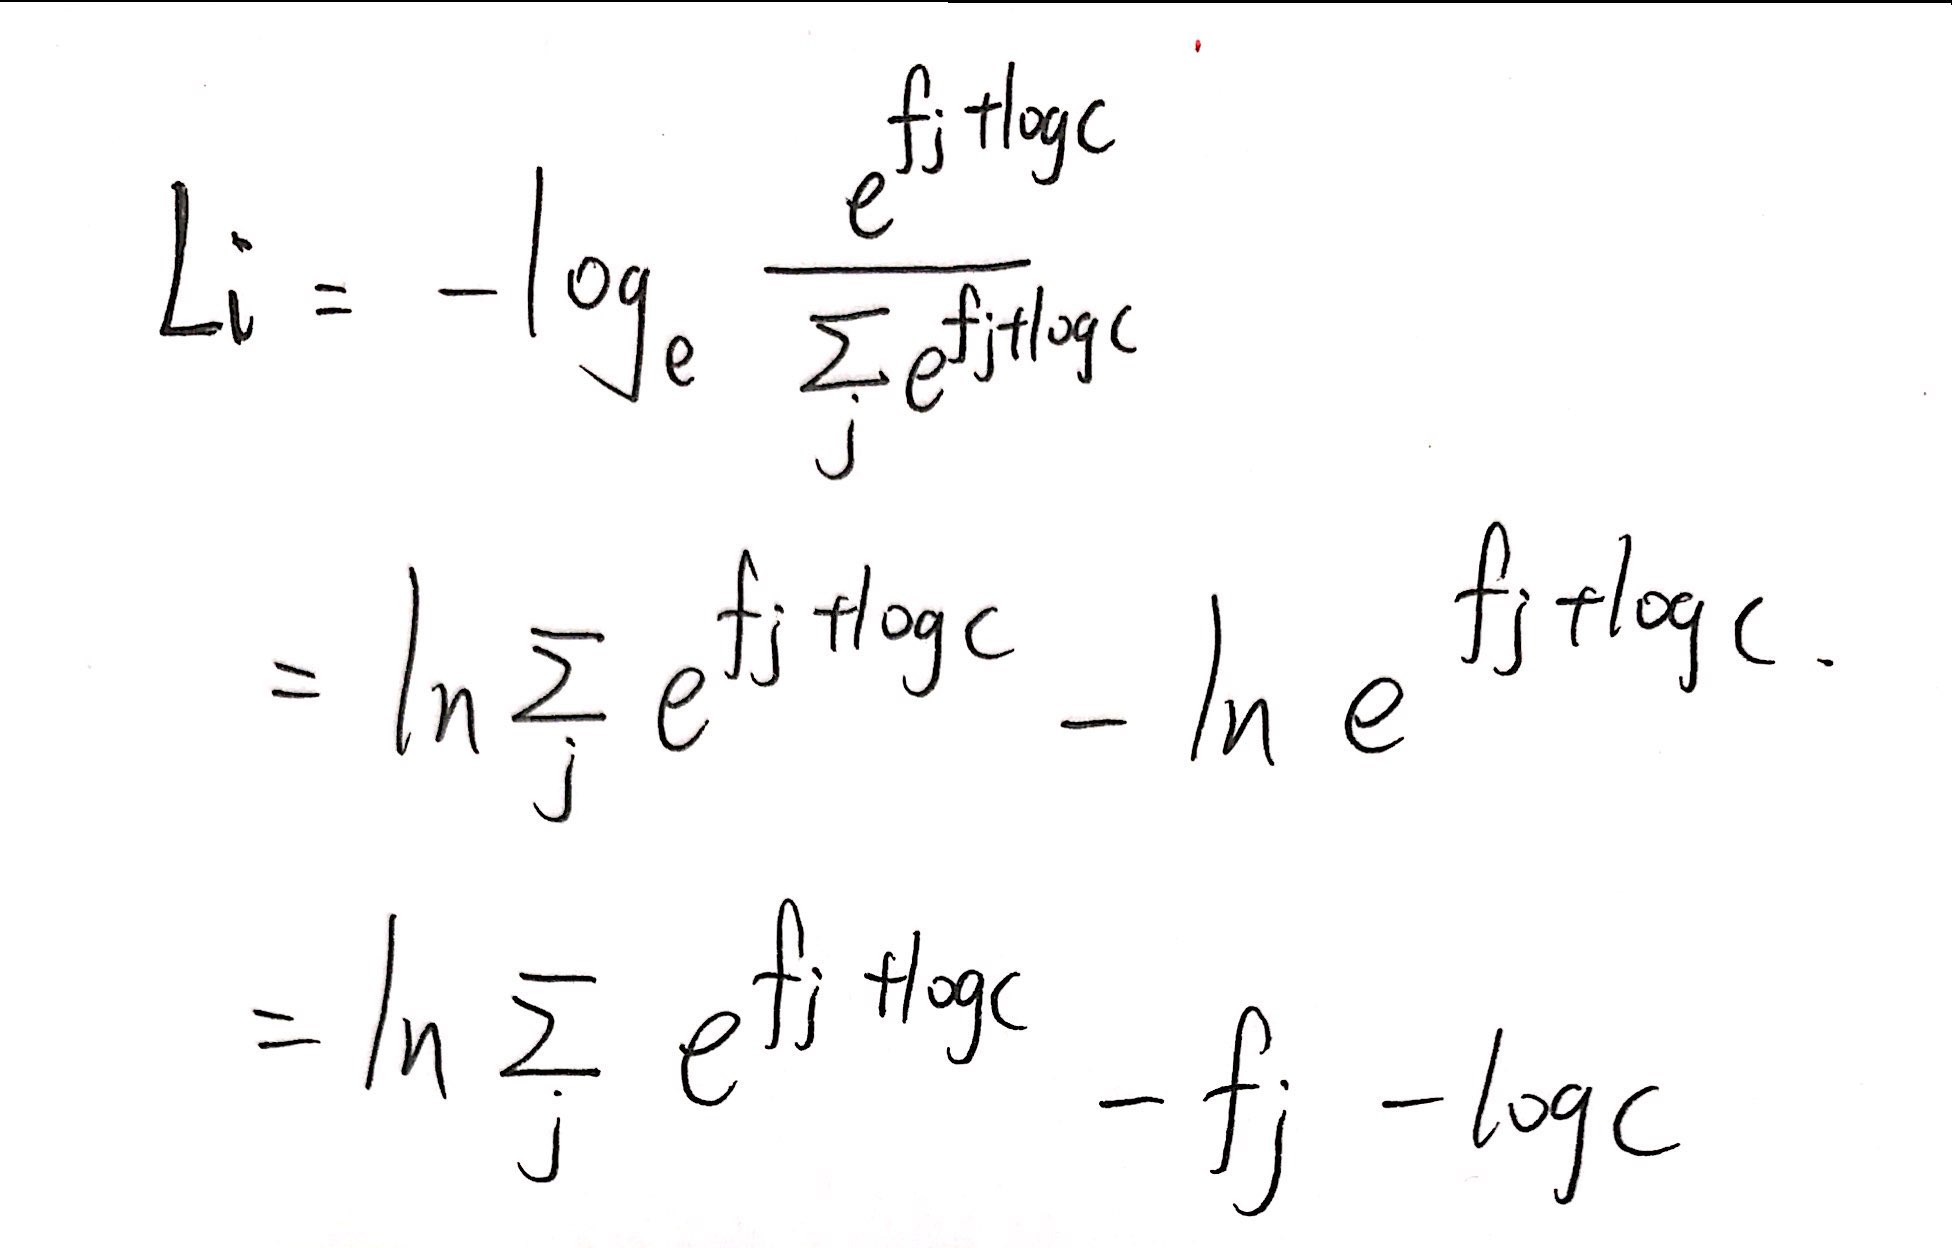 Li = -log_e \frac{e^{f_j + log c}}{\sum_j e^{f_j + log c}}
= ln \sum_j e^{f_j + log c} - ln e^{f_j + log c}.
= ln \sum_j e^{f_j + log c} - f_j - log c